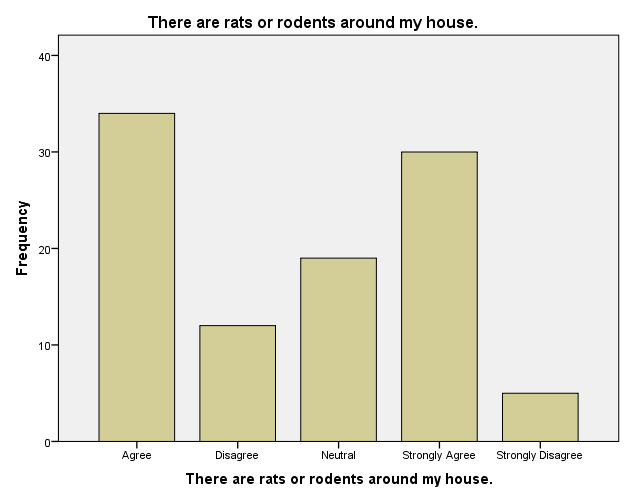 There are rats or rodents around my house.
40
30
20
10
0
Frequency
Agree Disagree Neutral Strongly Agree Strongly Disagree
There are rats or rodents around my house.